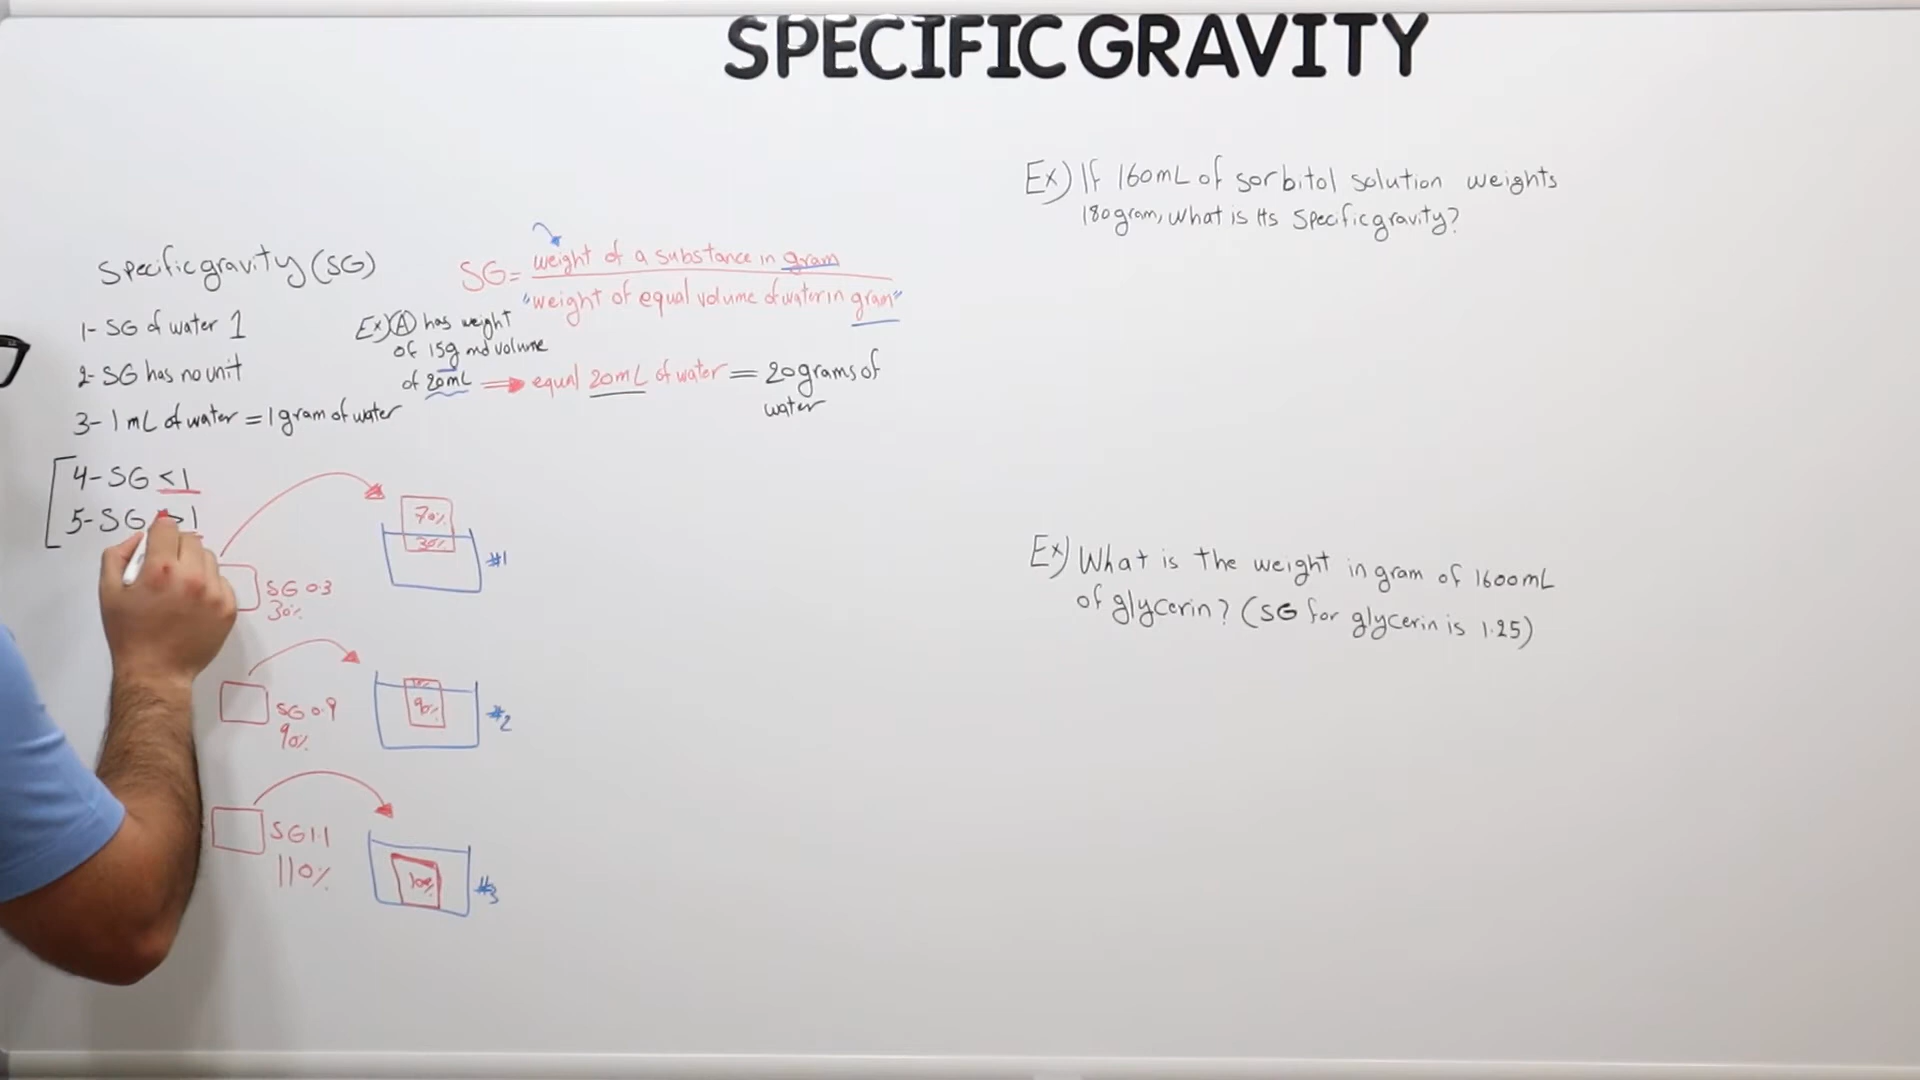 SPECIFIC GRAVITY
Specific gravity (SG)
1- SG of water 1
2- SG has no unit
3- 1 mL of water = 1 gram of water
4- SG <1
5- SG >1
SG = weight of a substance in gram
"weight of equal volume of water in gram"
Ex) A has weight
of 15g and volume
of 20mL ⟹ equal 20mL of water = 20 grams of
water
70%
30%
#1
SG 0.3
30%
10%
90%
#2
SG 0.9
90%
SG 1.1
110%
100%
#3
Ex) If 160mL of sorbitol solution weights
180 gram, what is its specific gravity?
Ex) What is the weight in gram of 1600mL
of glycerin? (SG for glycerin is 1.25)